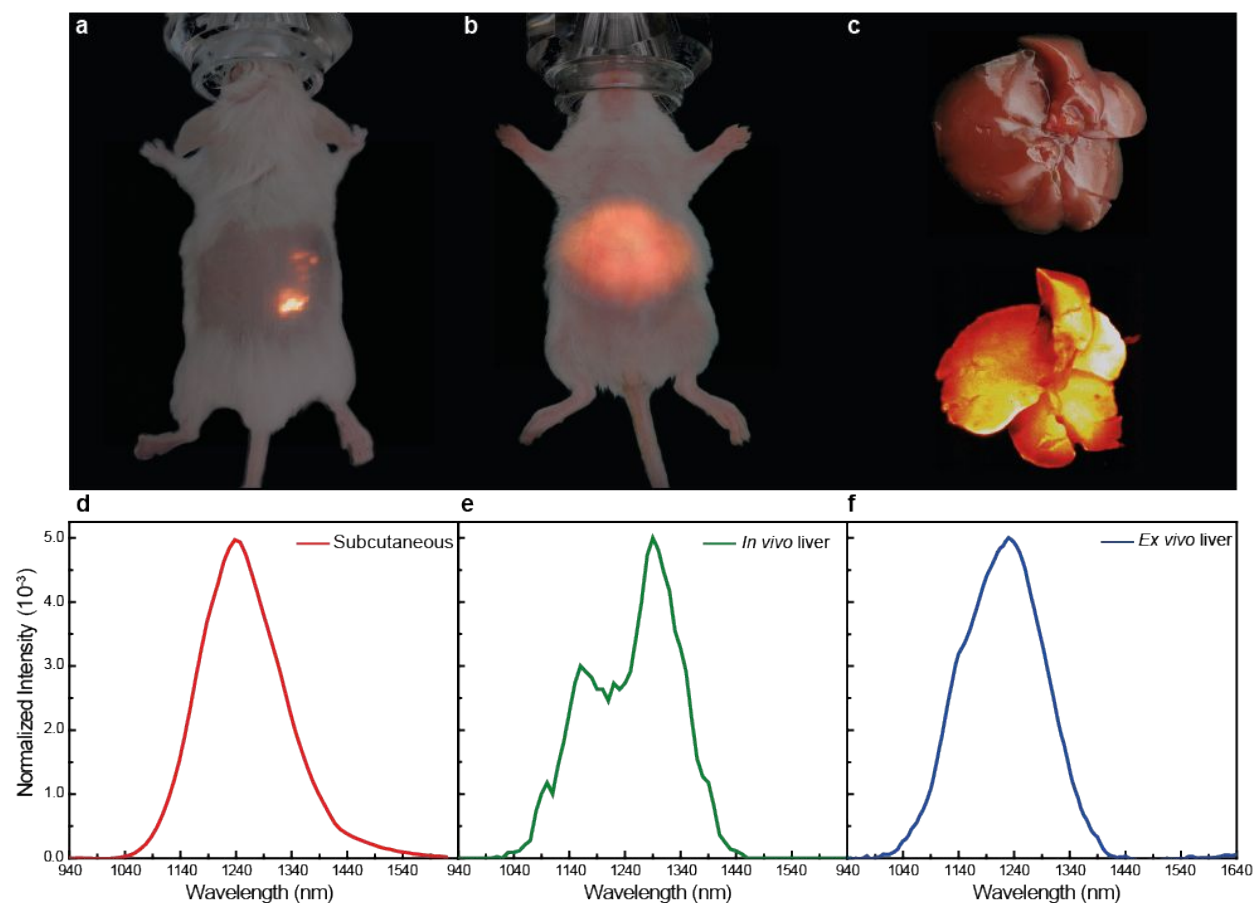 a b c
d e f
Subcutaneous
In vivo liver
Ex vivo liver
Normalized Intensity (10⁻³)
5.0
4.0
3.0
2.0
1.0
0.0
940 1040 1140 1240 1340 1440 1540 940 1040 1140 1240 1340 1440 1540 940 1040 1140 1240 1340 1440 1540 1640
Wavelength (nm) Wavelength (nm) Wavelength (nm)